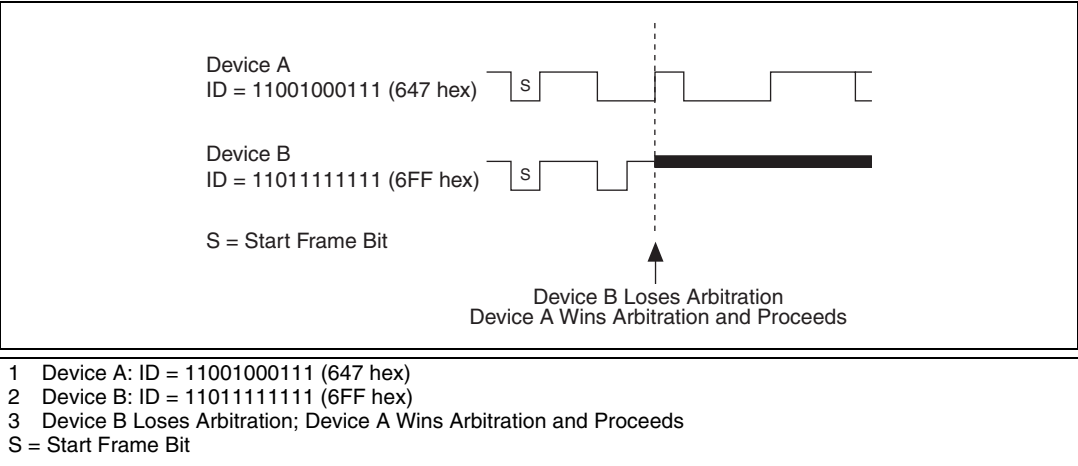 Device A
ID = 11001000111 (647 hex)
S
Device B
ID = 11011111111 (6FF hex)
S
S = Start Frame Bit
Device B Loses Arbitration
Device A Wins Arbitration and Proceeds
1 Device A: ID = 11001000111 (647 hex)
2 Device B: ID = 11011111111 (6FF hex)
3 Device B Loses Arbitration; Device A Wins Arbitration and Proceeds
S = Start Frame Bit